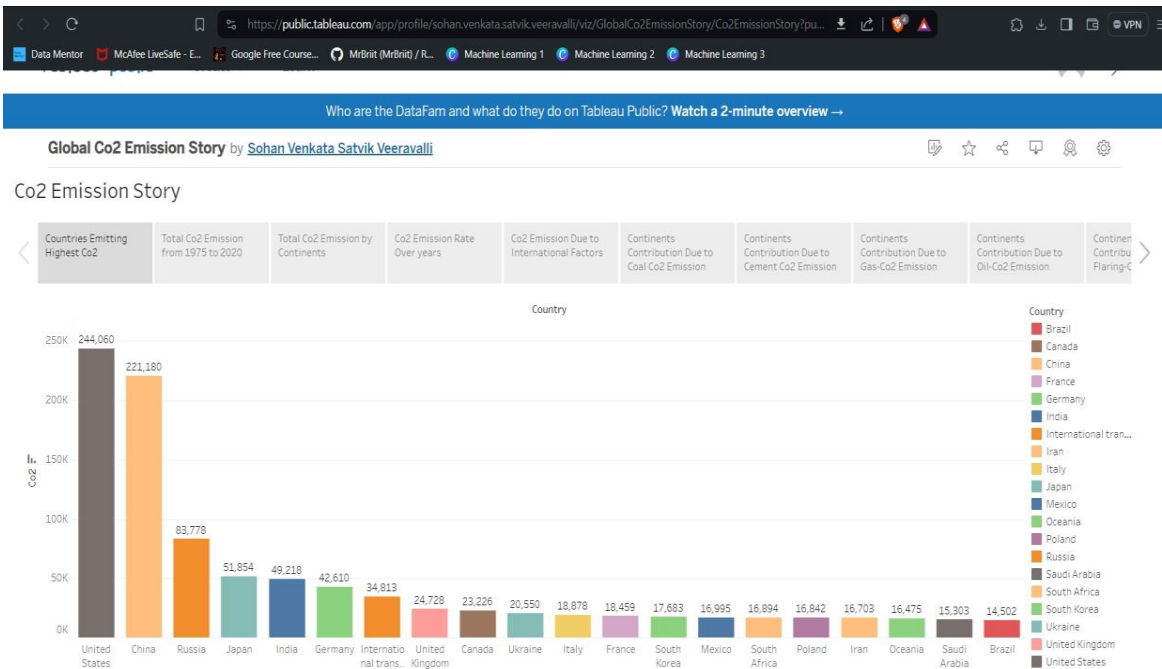 https://public.tableau.com/app/profile/sohan.venkata.satvik.veeravalli/viz/GlobalCo2EmissionStory/Co2EmissionStory?pu...
VPN
Data Mentor
McAfee LiveSafe - E...
Google Free Course...
MrBriit (MrBriit) / R...
Machine Learning 1
Machine Learning 2
Machine Learning 3
Who are the DataFam and what do they do on Tableau Public? Watch a 2-minute overview →
Global Co2 Emission Story by Sohan Venkata Satvik Veeravalli
Co2 Emission Story
Countries Emitting
Highest Co2
Total Co2 Emission
from 1975 to 2020
Total Co2 Emission by
Continents
Co2 Emission Rate
Over years
Co2 Emission Due to
International Factors
Continents
Contribution Due to
Coal Co2 Emission
Continents
Contribution Due to
Cement Co2 Emission
Continents
Contribution Due to
Gas-Co2 Emission
Continents
Contribution Due to
Oil-Co2 Emission
Continen
Contribu
Flaring-C
Country
Co2
250K
200K
150K
100K
50K
0K
244,060
221,180
83,778
51,854
49,218
42,610
34,813
24,728
23,226
20,550
18,878
18,459
17,683
16,995
16,894
16,842
16,703
16,475
15,303
14,502
United
States
China
Russia
Japan
India
Germany
Internatio
nal trans..
United
Kingdom
Canada
Ukraine
Italy
France
South
Korea
Mexico
South
Africa
Poland
Iran
Oceania
Saudi
Arabia
Brazil
Country
Brazil
Canada
China
France
Germany
India
International tran...
Iran
Italy
Japan
Mexico
Oceania
Poland
Russia
Saudi Arabia
South Africa
South Korea
Ukraine
United Kingdom
United States